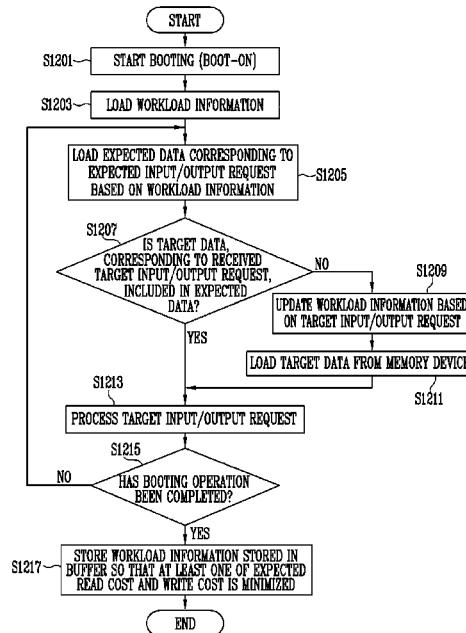 START
S1201
START BOOTING (BOOT-ON)
S1203
LOAD WORKLOAD INFORMATION
LOAD EXPECTED DATA CORRESPONDING TO
EXPECTED INPUT/OUTPUT REQUEST
BASED ON WORKLOAD INFORMATION
S1205
S1207
IS TARGET DATA,
CORRESPONDING TO RECEIVED
TARGET INPUT/OUTPUT REQUEST,
INCLUDED IN EXPECTED
DATA?
NO
S1209
UPDATE WORKLOAD INFORMATION BASED
ON TARGET INPUT/OUTPUT REQUEST
YES
LOAD TARGET DATA FROM MEMORY DEVICE
S1211
S1213
PROCESS TARGET INPUT/OUTPUT REQUEST
S1215
NO
HAS BOOTING OPERATION
BEEN COMPLETED?
YES
S1217
STORE WORKLOAD INFORMATION STORED IN
BUFFER SO THAT AT LEAST ONE OF EXPECTED
READ COST AND WRITE COST IS MINIMIZED
END